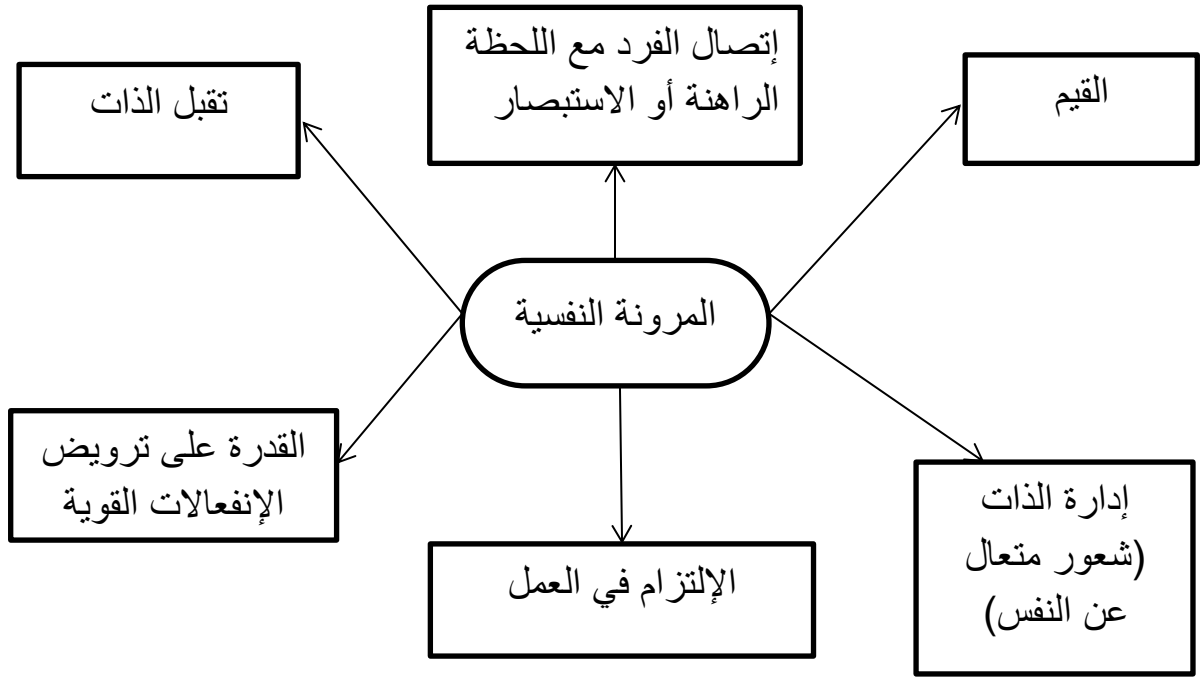 إتصال الفرد مع اللحظة
الراهنة أو الاستبصار
القيم
تقبل الذات
المرونة النفسية
القدرة على ترويض
الإنفعالات القوية
إدارة الذات
(شعور متعال
عن النفس)
الإلتزام في العمل